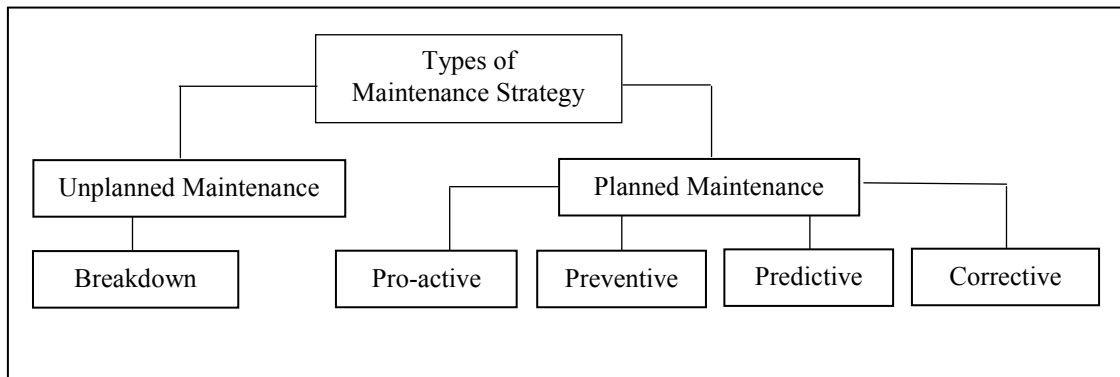 Types of
Maintenance Strategy
Unplanned Maintenance
Planned Maintenance
Breakdown
Pro-active
Preventive
Predictive
Corrective